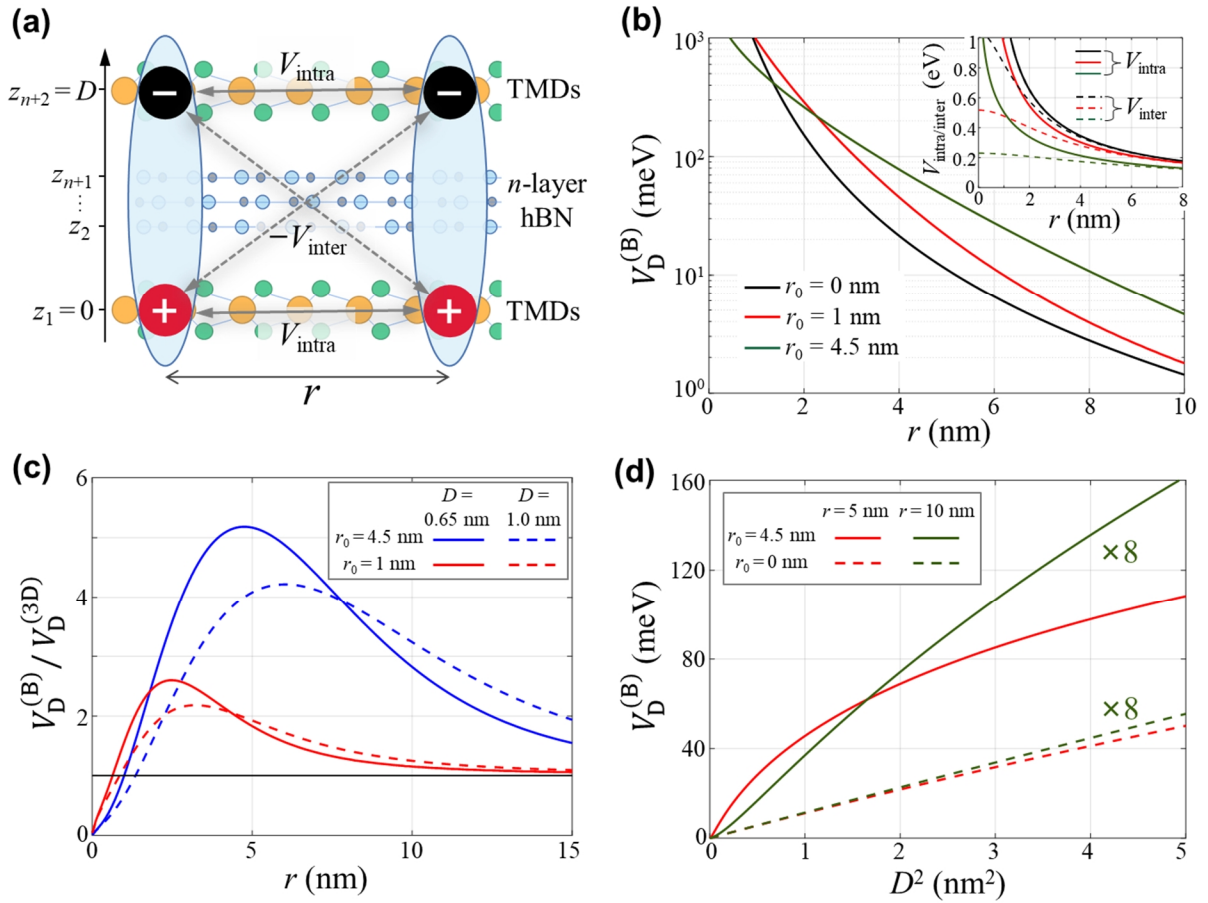 (a)
V_intra
z_{n+2} = D
TMDs
z_{n+1}
⋮
z_2
n-layer
hBN
−V_inter
z_1 = 0
TMDs
V_intra
r
(b)
V_D^(B) (meV)
10^3
10^2
10^1
10^0
0 2 4 6 8 10
r (nm)
r_0 = 0 nm
r_0 = 1 nm
r_0 = 4.5 nm
V_intra/inter (eV)
1
0.8
0.6
0.4
0.2
0
0 2 4 6 8
r (nm)
V_intra
V_inter
(c)
V_D^(B) / V_D^(3D)
6
4
2
0
0 5 10 15
r (nm)
D = D =
0.65 nm 1.0 nm
r_0 = 4.5 nm
r_0 = 1 nm
(d)
V_D^(B) (meV)
160
120
80
40
0
0 1 2 3 4 5
D^2 (nm^2)
r = 5 nm r = 10 nm
r_0 = 4.5 nm
r_0 = 0 nm
×8
×8